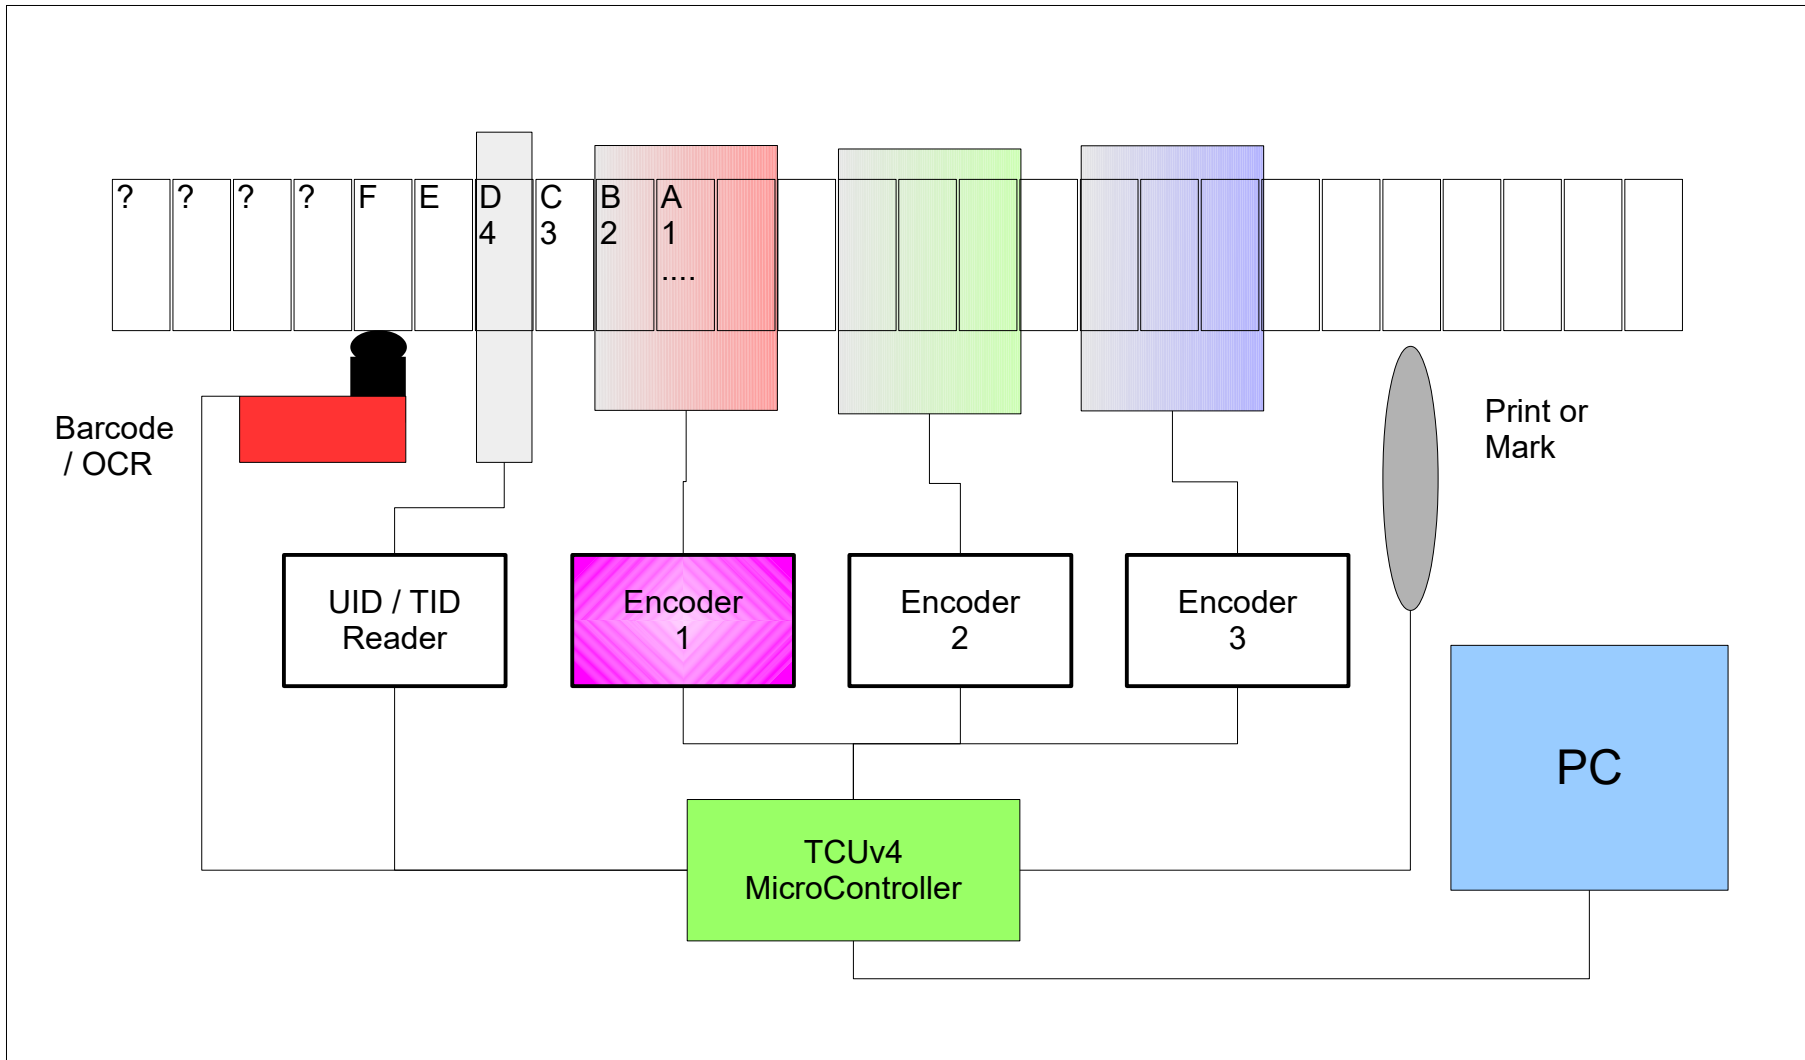 ? ? ? ? F E D C B A
4 3 2 1
....
Barcode
/ OCR
Print or
Mark
UID / TID
Reader
Encoder
1
Encoder
2
Encoder
3
PC
TCUv4
MicroController